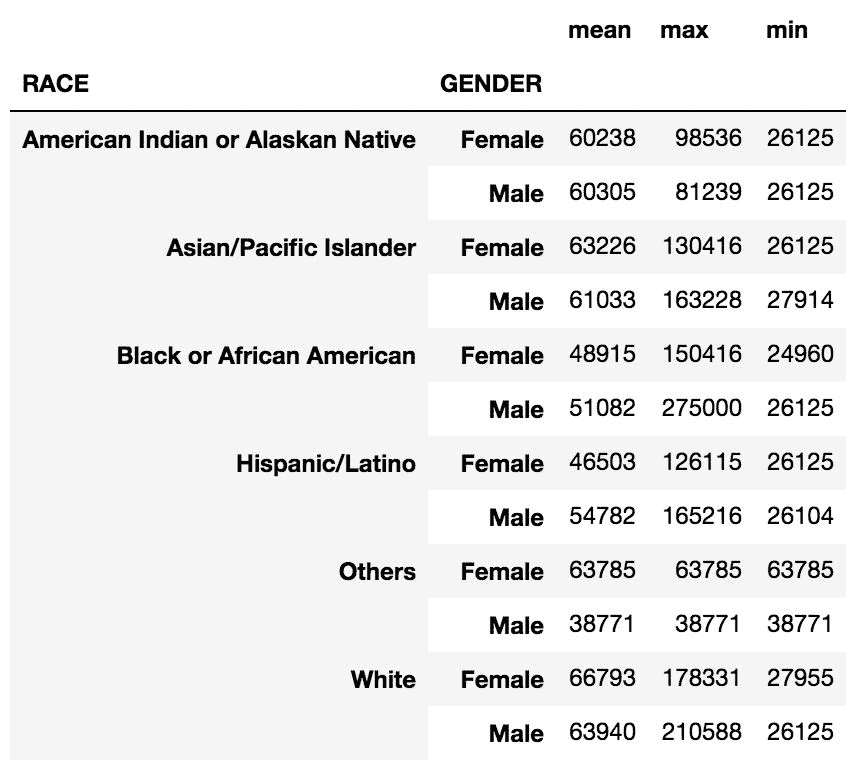 mean max min
RACE GENDER
American Indian or Alaskan Native Female 60238 98536 26125
Male 60305 81239 26125
Asian/Pacific Islander Female 63226 130416 26125
Male 61033 163228 27914
Black or African American Female 48915 150416 24960
Male 51082 275000 26125
Hispanic/Latino Female 46503 126115 26125
Male 54782 165216 26104
Others Female 63785 63785 63785
Male 38771 38771 38771
White Female 66793 178331 27955
Male 63940 210588 26125